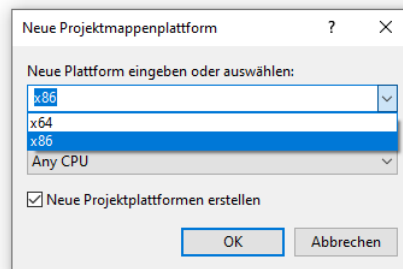 Neue Projektmappenplattform
Neue Plattform eingeben oder auswählen:
x86
x64
x86
Any CPU
Neue Projektplattformen erstellen
OK
Abbrechen